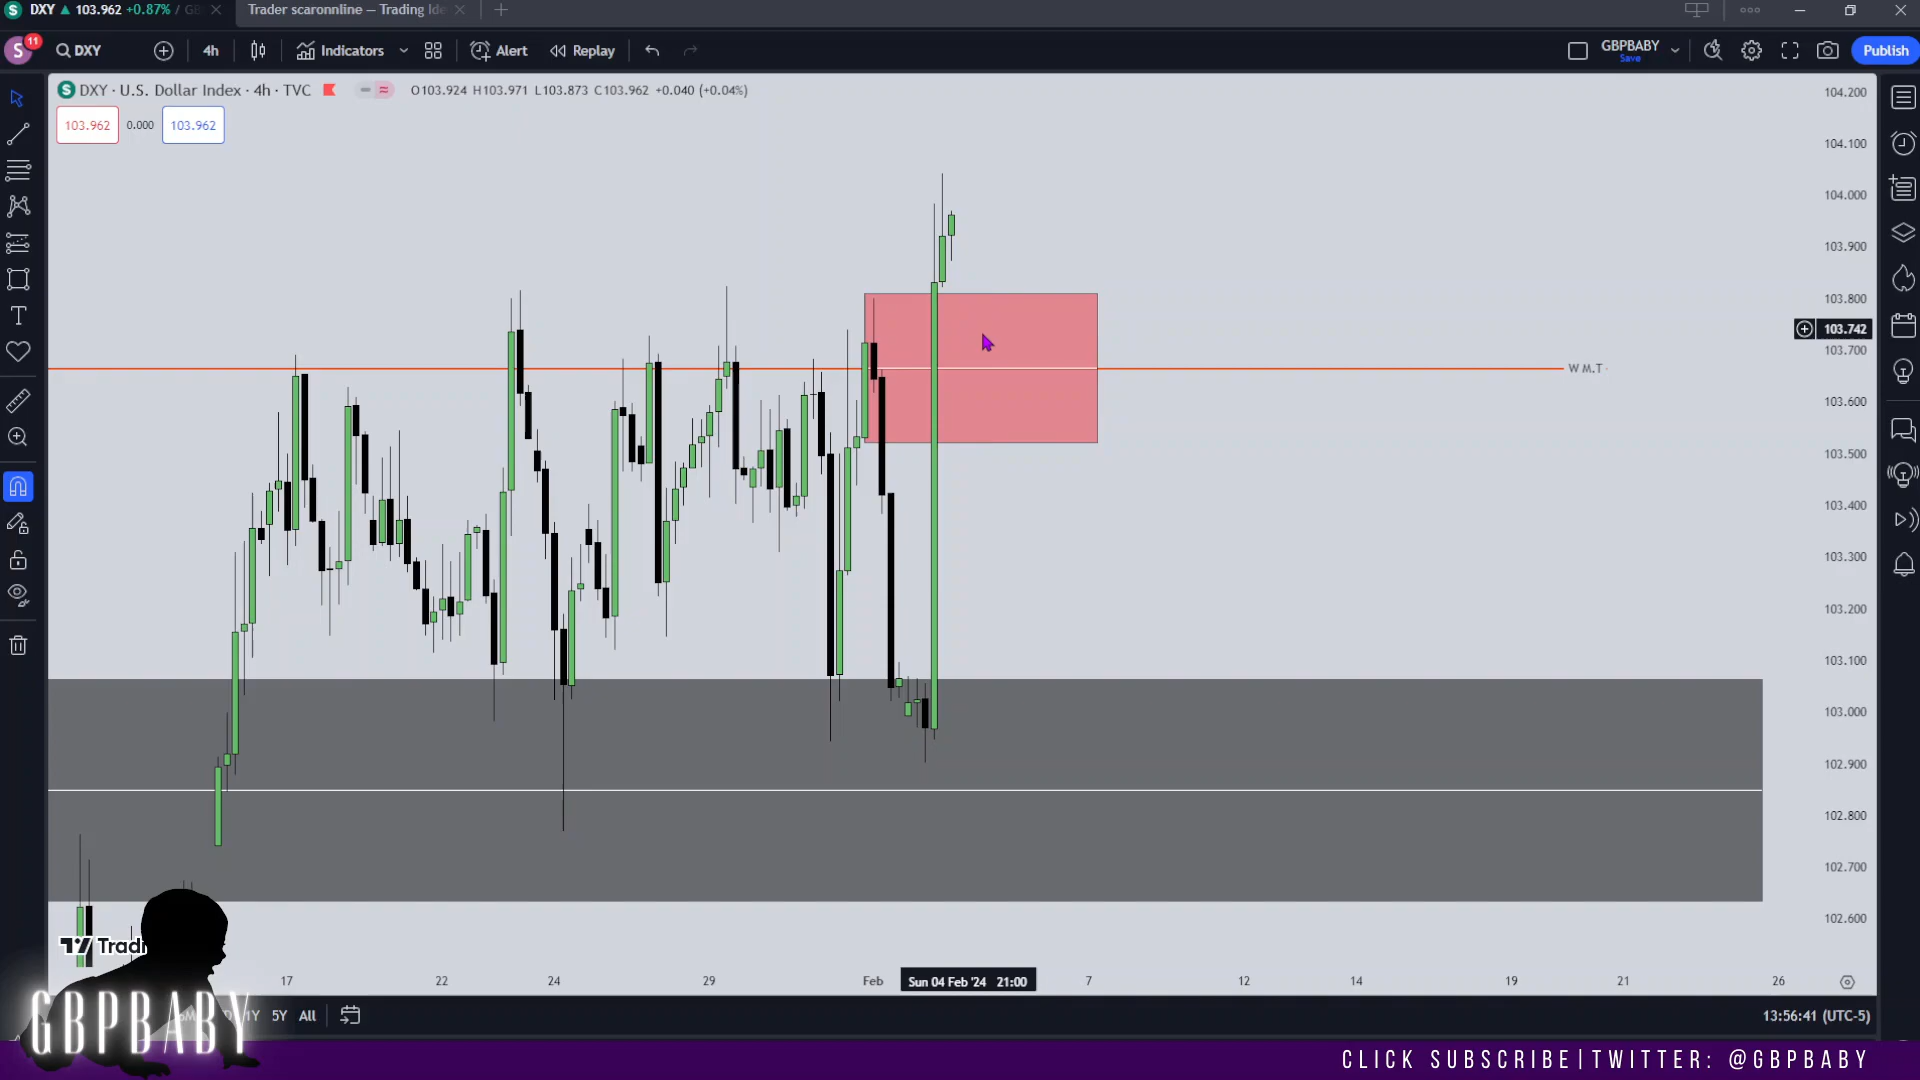 DXY ▲ 103.962 +0.87% / GB
Trader scaronnline — Trading Ide
S 11 DXY 4h Indicators Alert Replay GBPBABY Save Publish
DXY · U.S. Dollar Index · 4h · TVC O103.924 H103.971 L103.873 C103.962 +0.040 (+0.04%)
103.962 0.000 103.962
104.200
104.100
104.000
103.900
103.800
103.742
103.700
W M.T
103.600
103.500
103.400
103.300
103.200
103.100
103.000
102.900
102.800
102.700
102.600
Tradi
17 22 24 29 Feb Sun 04 Feb '24 21:00 7 12 14 19 21 26
1Y 5Y All
13:56:41 (UTC-5)
GBPBABY
CLICK SUBSCRIBE|TWITTER: @GBPBABY